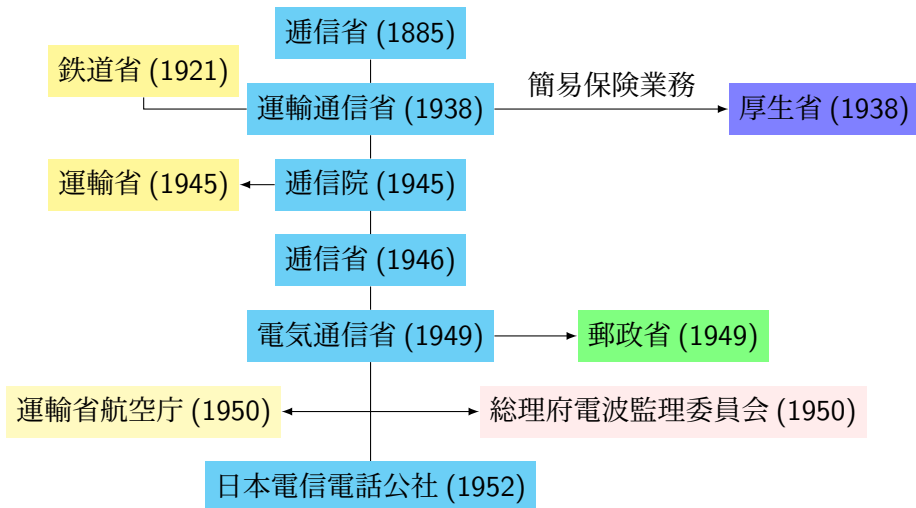 逓信省 (1885)
鉄道省 (1921)
運輸通信省 (1938)
簡易保険業務
厚生省 (1938)
運輸省 (1945)
逓信院 (1945)
逓信省 (1946)
電気通信省 (1949)
郵政省 (1949)
運輸省航空庁 (1950)
総理府電波監理委員会 (1950)
日本電信電話公社 (1952)